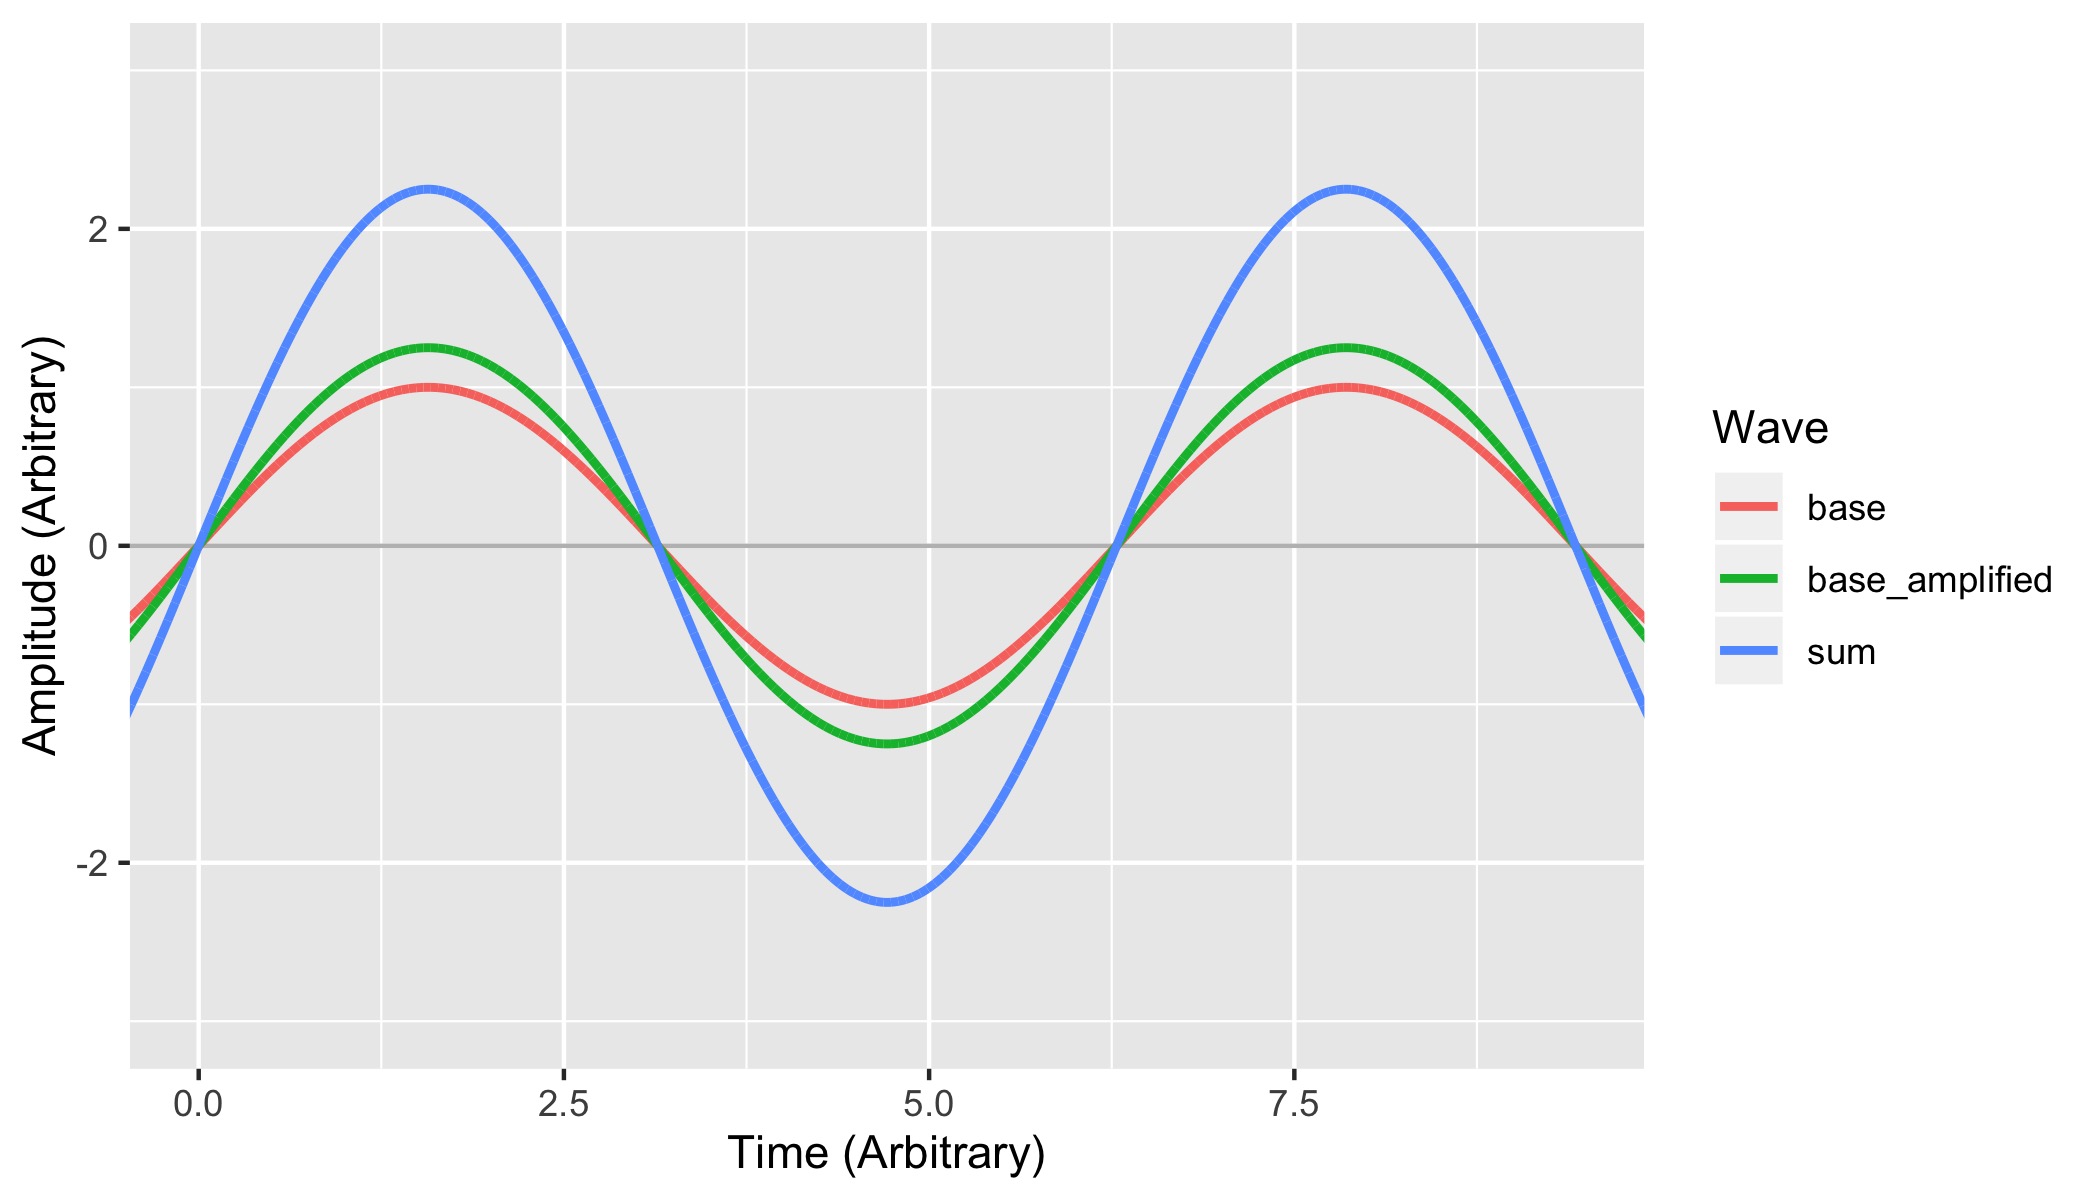 Amplitude (Arbitrary)
2
0
-2
0.0 2.5 5.0 7.5
Time (Arbitrary)
Wave
base
base_amplified
sum